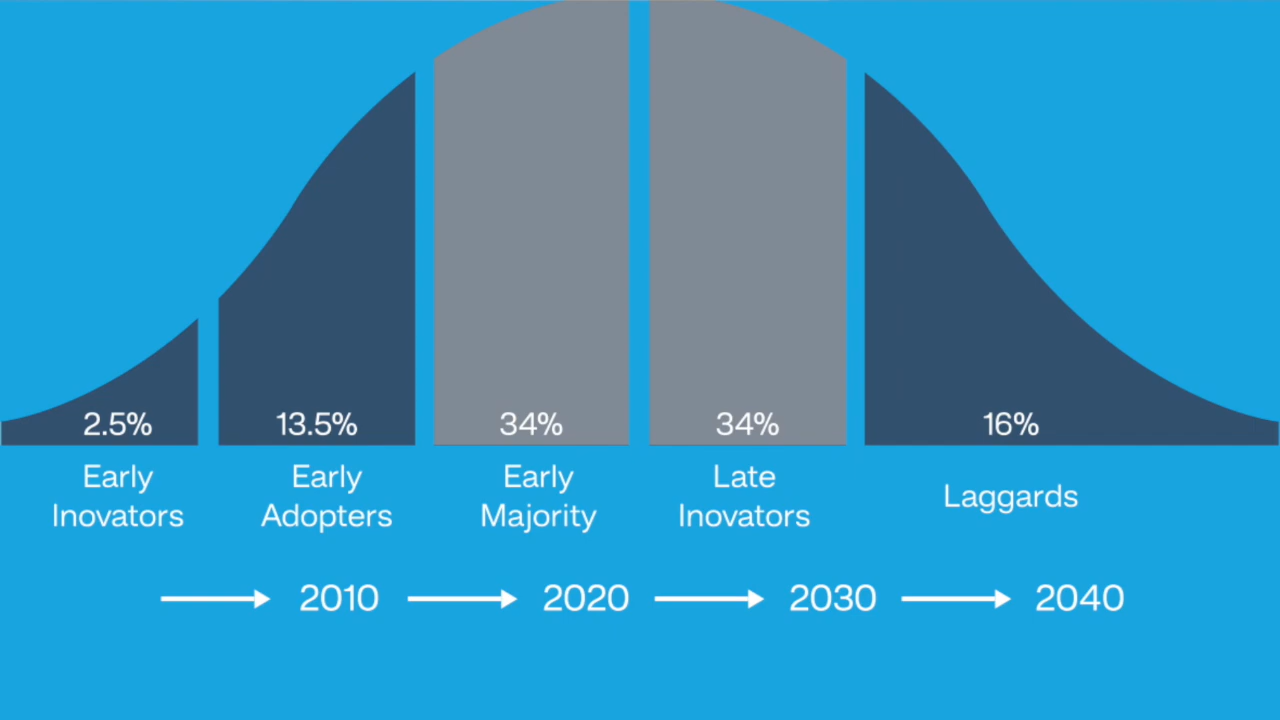 2.5%
13.5%
34%
34%
16%
Early
Inovators
Early
Adopters
Early
Majority
Late
Inovators
Laggards
2010
2020
2030
2040